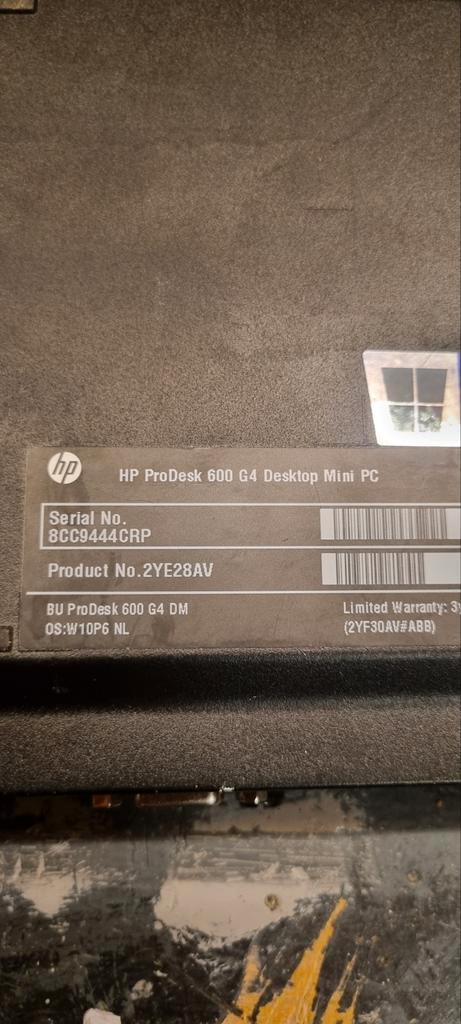 hp
HP ProDesk 600 G4 Desktop Mini PC
Serial No.
8CC9444CRP
Product No.2YE28AV
BU ProDesk 600 G4 DM
OS:W10P6 NL
Limited Warranty: 3y
(2YF30AV#ABB)